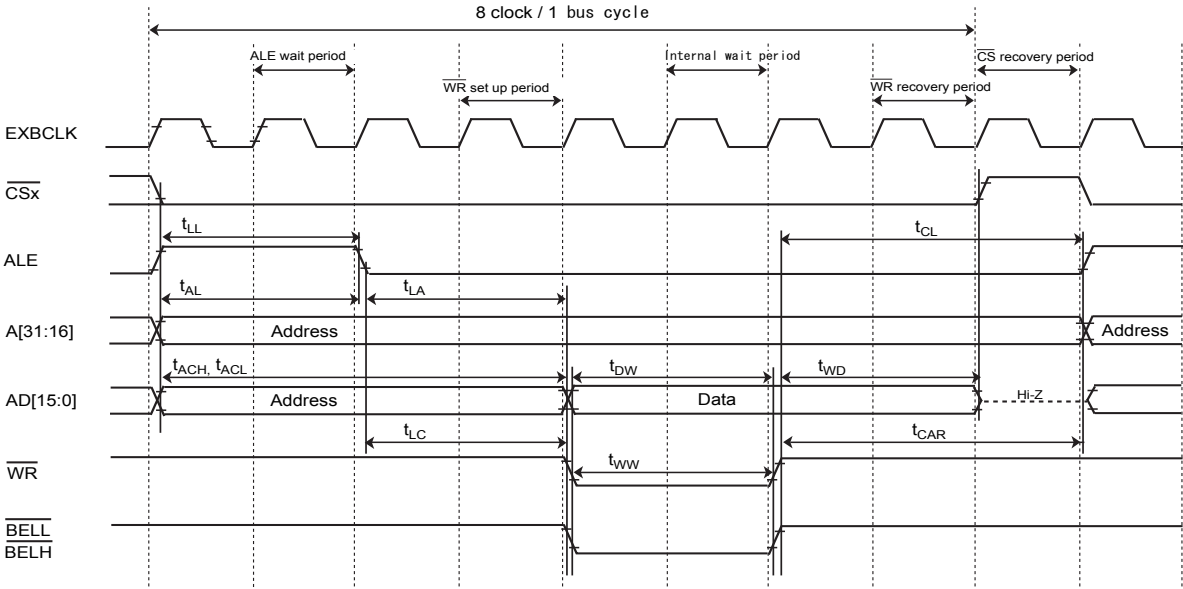 8 clock / 1 bus cycle
ALE wait period
Internal wait period
CS recovery period
WR set up period
WR recovery period
EXBCLK
CSx
tLL
tCL
ALE
tAL
tLA
A[31:16]
Address
Address
tACH, tACL
tDW
tWD
AD[15:0]
Address
Data
Hi-Z
tLC
tCAR
WR
tWW
BELL
BELH